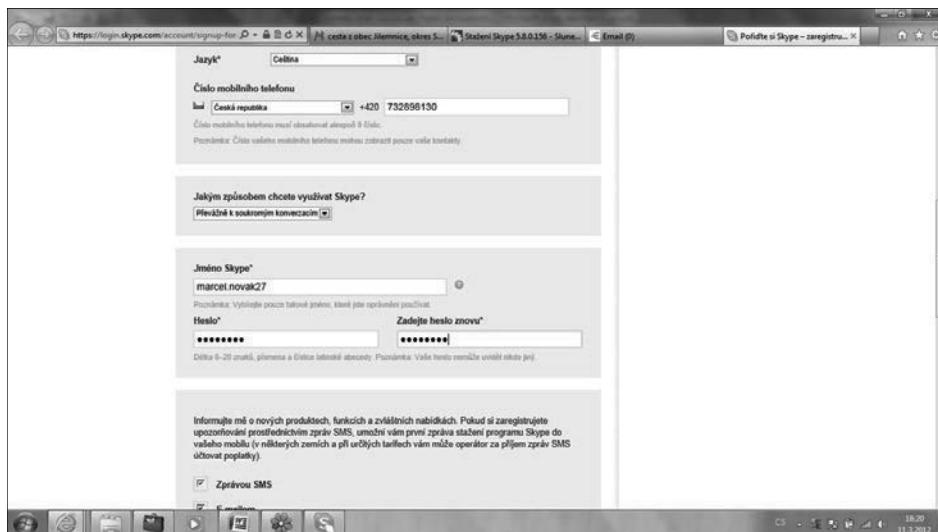 https://login.skype.com/account/signup-for
cesta z obec Jilemnice, okres S...
Stažení Skype 5.8.0.156 - Slune...
Email (0)
Pořiďte si Skype – zaregistru...
Jazyk*
Čeština
Číslo mobilního telefonu
Česká republika
+420
732898130
Číslo mobilního telefonu musí obsahovat alespoň 8 číslic.
Poznámka: Číslo vašeho mobilního telefonu mohou zobrazit pouze vaše kontakty
Jakým způsobem chcete využívat Skype?
Převážně k soukromým konverzacím
Jméno Skype*
marcel.novak27
Poznámka: Vybírejte pouze takové jméno, které jste oprávněni používat.
Heslo*
Zadejte heslo znovu*
Délka 6–20 znaků, písmena a číslice latinské abecedy. Poznámka: Vaše heslo nemůže uvidět nikdo jiný.
Informujte mě o nových produktech, funkcích a zvláštních nabídkách. Pokud si zaregistrujete
upozorňování prostřednictvím zpráv SMS, umožní vám první zpráva stažení programu Skype do
vašeho mobilu (v některých zemích a při určitých tarifech vám může operátor za příjem zpráv SMS
účtovat poplatky).
Zprávou SMS
E-mailem
CS
18:20
11.3.2012